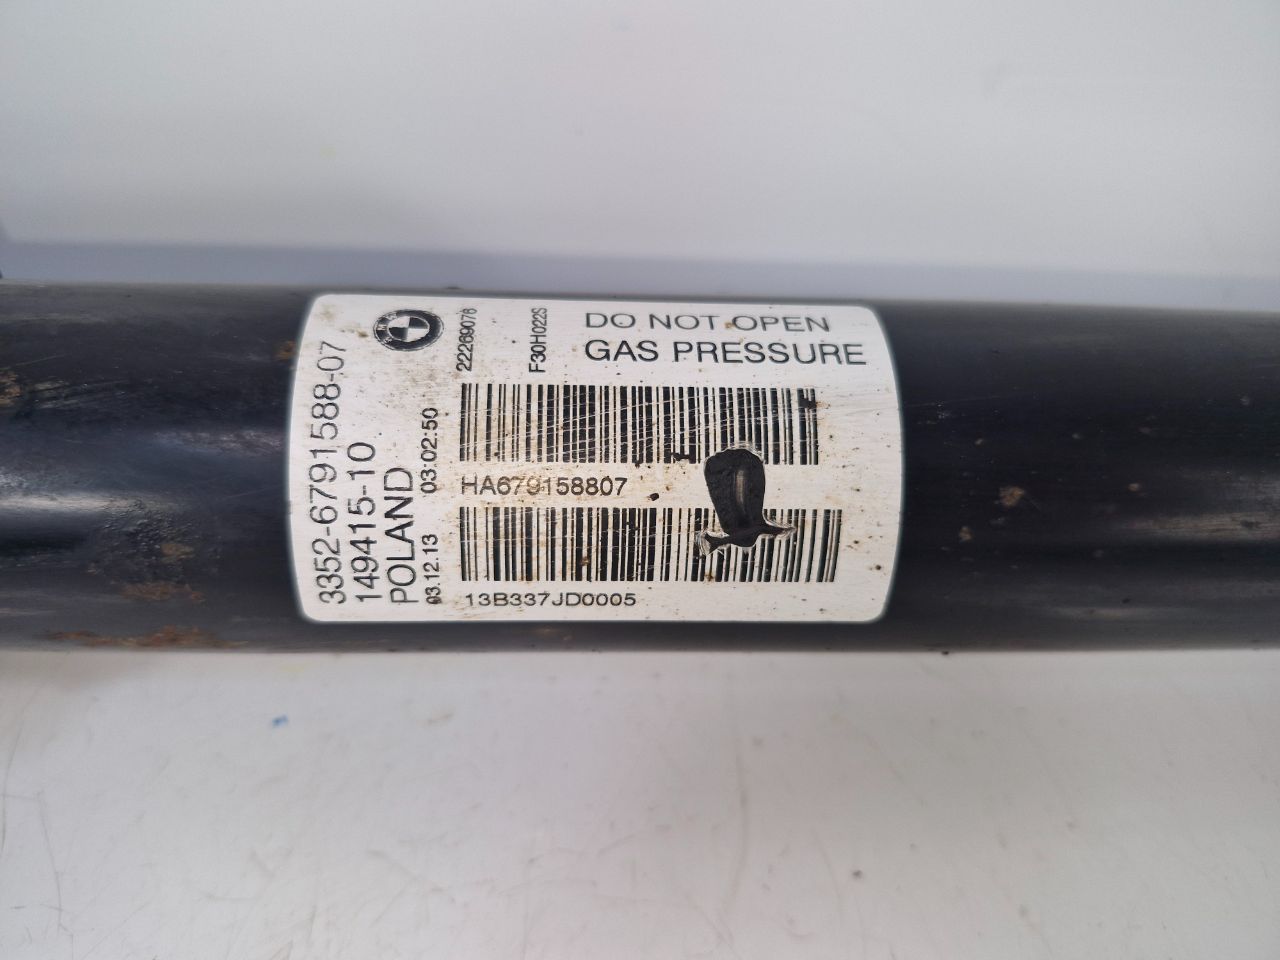 3352-6791588-07
149415-10
POLAND
03.12.13 03:02:50
22269076
F30H022S
DO NOT OPEN
GAS PRESSURE
HA679158807
13B337JD0005